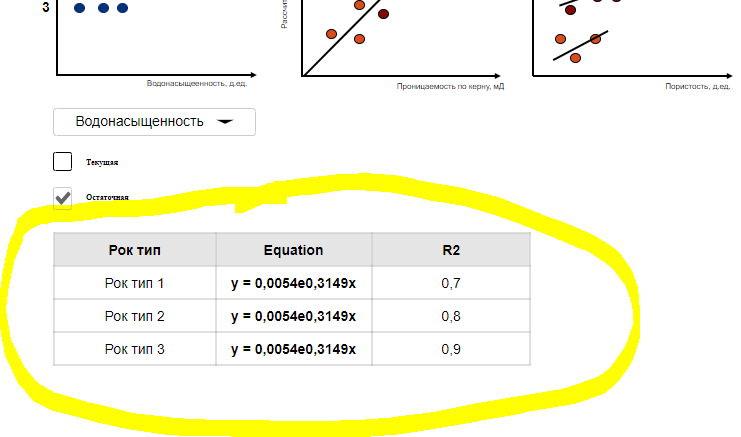 3
Рассчит
Водонасыщеенность, д.ед.
Проницаемость по керну, мД
Пористость, д.ед.
Водонасыщенность
Текущая
Остаточная
Рок тип Equation R2
Рок тип 1 y = 0,0054e0,3149x 0,7
Рок тип 2 y = 0,0054e0,3149x 0,8
Рок тип 3 y = 0,0054e0,3149x 0,9